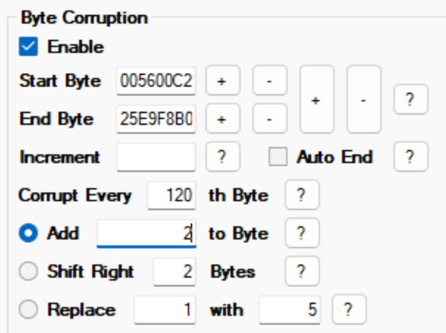 Byte Corruption
Enable
Start Byte 005600C2 + -
End Byte 25E9F8B0 + - + - ?
Increment ? Auto End ?
Corrupt Every 120 th Byte ?
Add 2 to Byte ?
Shift Right 2 Bytes ?
Replace 1 with 5 ?